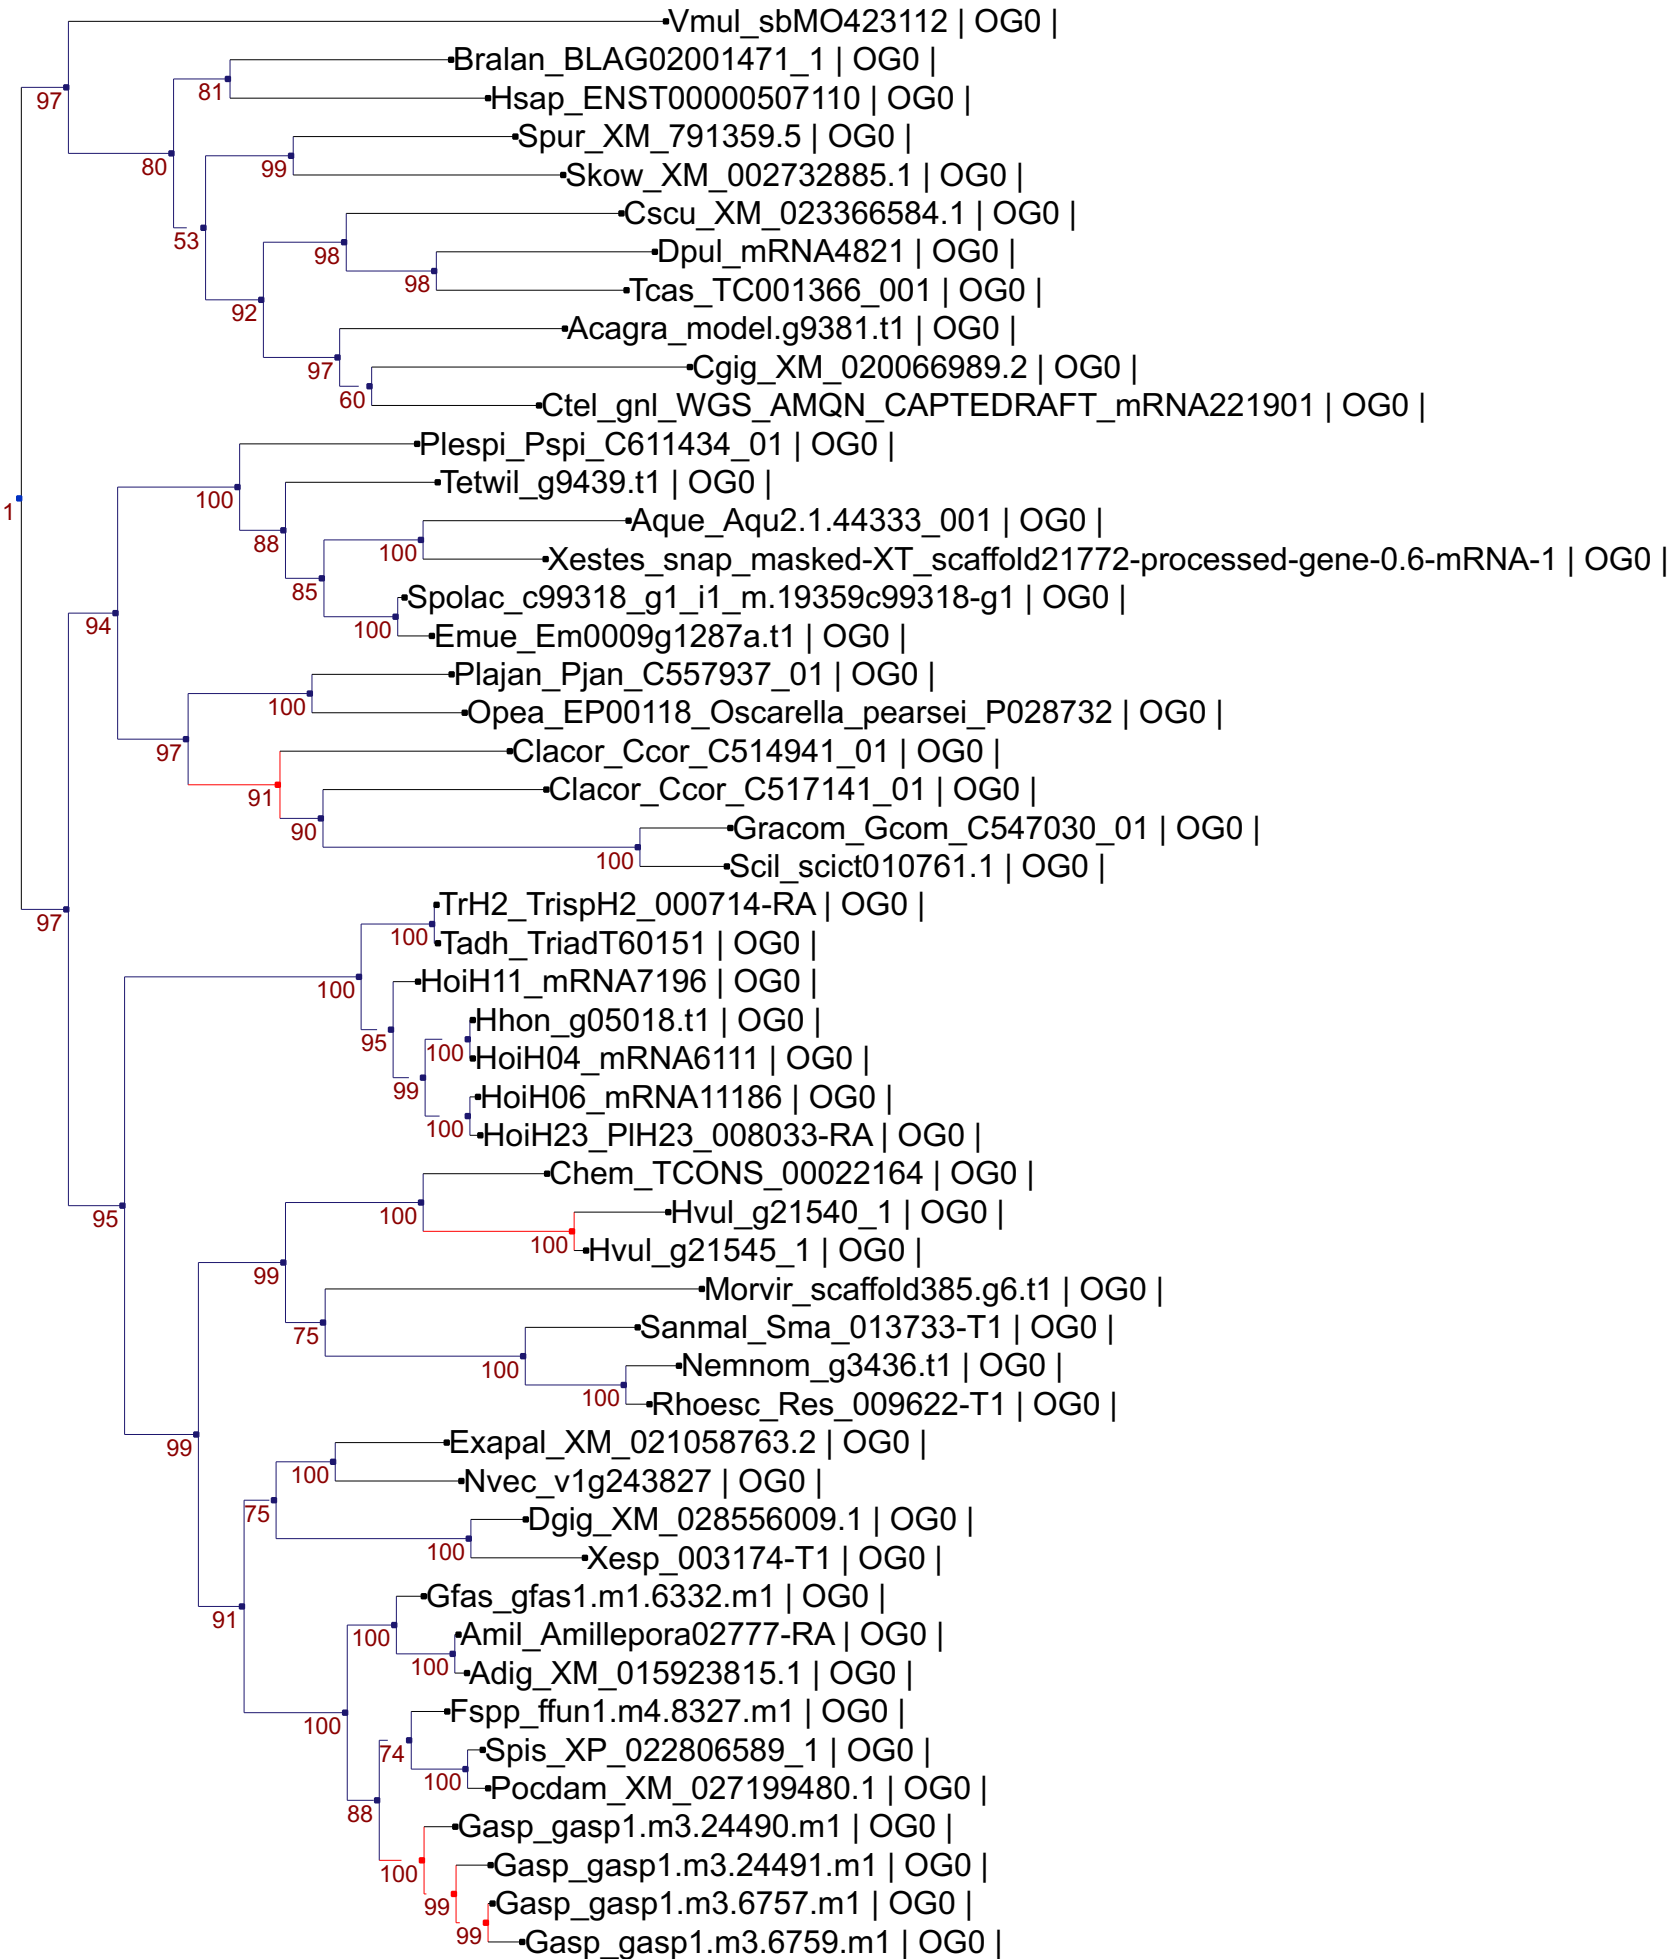 Vmul_sbMO423112 | OG0 |
Bralan_BLAG02001471_1 | OG0 |
81
97
Hsap_ENST00000507110 | OG0 |
Spur_XM_791359.5 | OG0 |
80
99
Skow_XM_002732885.1 | OG0 |
Cscu_XM_023366584.1 | OG0 |
53
98
Dpul_mRNA4821 | OG0 |
98
Tcas_TC001366_001 | OG0 |
92
Acagra_model.g9381.t1 | OG0 |
97
Cgig_XM_020066989.2 | OG0 |
60
Ctel_gnl_WGS_AMQN_CAPTEDRAFT_mRNA221901 | OG0 |
Plespi_Pspi_C611434_01 | OG0 |
100
Tetwil_g9439.t1 | OG0 |
1
88
Aque_Aqu2.1.44333_001 | OG0 |
100
Xestes_snap_masked-XT_scaffold21772-processed-gene-0.6-mRNA-1 | OG0 |
85
Spolac_c99318_g1_i1_m.19359c99318-g1 | OG0 |
94
100
Emue_Em0009g1287a.t1 | OG0 |
Plajan_Pjan_C557937_01 | OG0 |
100
Opea_EP00118_Oscarella_pearsei_P028732 | OG0 |
97
Clacor_Ccor_C514941_01 | OG0 |
91
Clacor_Ccor_C517141_01 | OG0 |
90
Gracom_Gcom_C547030_01 | OG0 |
100
Scil_scict010761.1 | OG0 |
97
TrH2_TrispH2_000714-RA | OG0 |
100
Tadh_TriadT60151 | OG0 |
100
HoiH11_mRNA7196 | OG0 |
95
Hhon_g05018.t1 | OG0 |
100
HoiH04_mRNA6111 | OG0 |
99
HoiH06_mRNA11186 | OG0 |
100
HoiH23_PlH23_008033-RA | OG0 |
Chem_TCONS_00022164 | OG0 |
95
100
Hvul_g21540_1 | OG0 |
100
Hvul_g21545_1 | OG0 |
99
Morvir_scaffold385.g6.t1 | OG0 |
75
Sanmal_Sma_013733-T1 | OG0 |
100
Nemnom_g3436.t1 | OG0 |
100
Rhoesc_Res_009622-T1 | OG0 |
99
Exapal_XM_021058763.2 | OG0 |
100
Nvec_v1g243827 | OG0 |
75
Dgig_XM_028556009.1 | OG0 |
100
Xesp_003174-T1 | OG0 |
Gfas_gfas1.m1.6332.m1 | OG0 |
91
100
Amil_Amillepora02777-RA | OG0 |
100
Adig_XM_015923815.1 | OG0 |
100
Fspp_ffun1.m4.8327.m1 | OG0 |
74
Spis_XP_022806589_1 | OG0 |
100
Pocdam_XM_027199480.1 | OG0 |
88
Gasp_gasp1.m3.24490.m1 | OG0 |
100
Gasp_gasp1.m3.24491.m1 | OG0 |
99
Gasp_gasp1.m3.6757.m1 | OG0 |
99
Gasp_gasp1.m3.6759.m1 | OG0 |